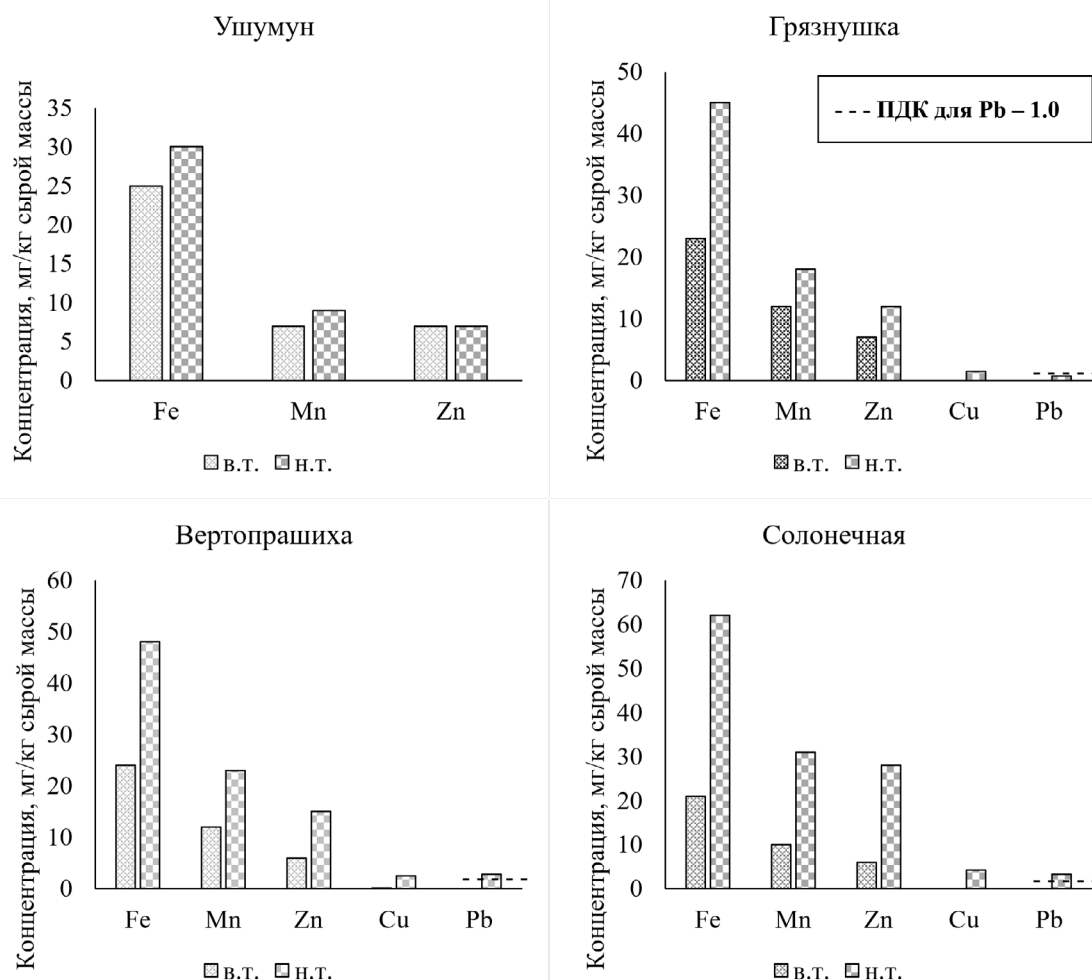 Ушумун
Концентрация, мг/кг сырой массы
35
30
25
20
15
10
5
0
Fe Mn Zn
в.т. н.т.
Грязнушка
Концентрация, мг/кг сырой массы
50
40
30
20
10
0
--- ПДК для Pb – 1.0
Fe Mn Zn Cu Pb
в.т. н.т.
Вертопрашиха
Концентрация, мг/кг сырой массы
60
50
40
30
20
10
0
Fe Mn Zn Cu Pb
в.т. н.т.
Солонечная
Концентрация, мг/кг сырой массы
70
60
50
40
30
20
10
0
Fe Mn Zn Cu Pb
в.т. н.т.